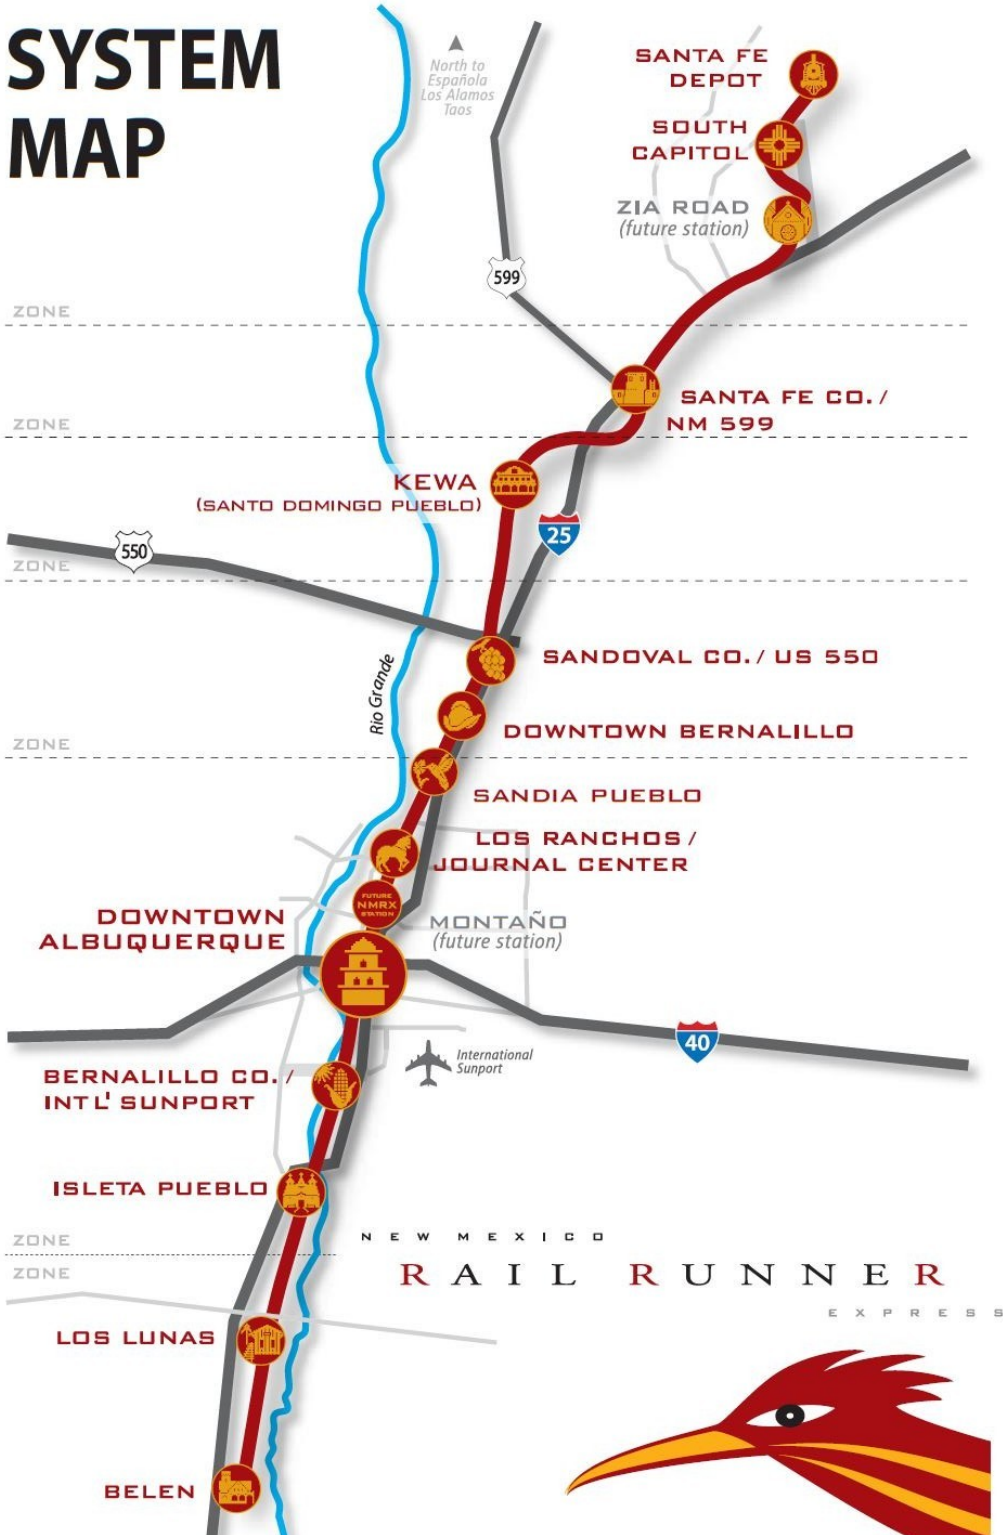 SYSTEM
MAP
North to
Española
Los Alamos
Taos
SANTA FE
DEPOT
SOUTH
CAPITOL
ZIA ROAD
(future station)
599
ZONE
SANTA FE CO. /
NM 599
ZONE
KEWA
(SANTO DOMINGO PUEBLO)
25
550
ZONE
Rio Grande
SANDOVAL CO. / US 550
DOWNTOWN BERNALILLO
ZONE
SANDIA PUEBLO
LOS RANCHOS /
JOURNAL CENTER
FUTURE
NMRX
STATION
MONTAÑO
(future station)
DOWNTOWN
ALBUQUERQUE
40
International
Sunport
BERNALILLO CO. /
INTL' SUNPORT
ISLETA PUEBLO
ZONE
ZONE
NEW MEXICO
RAIL RUNNER
EXPRESS
LOS LUNAS
BELEN